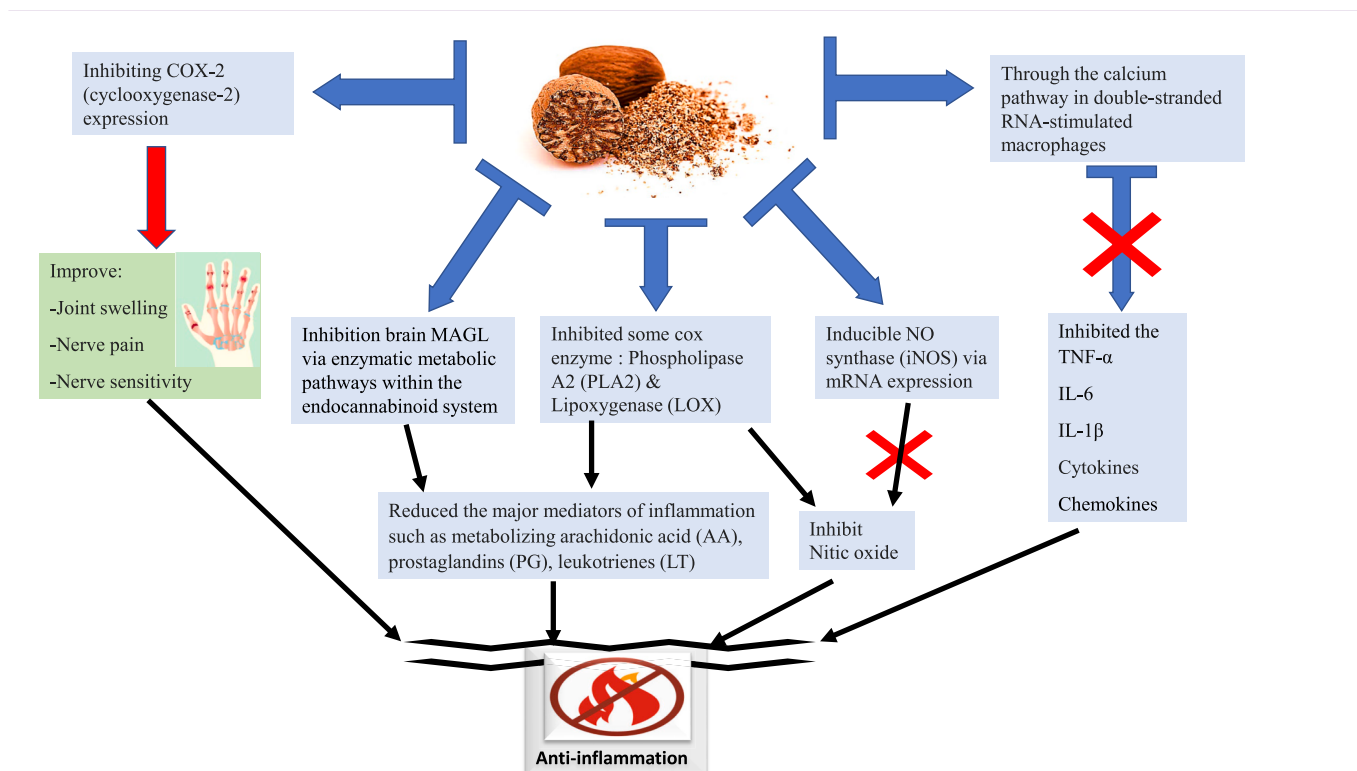 Inhibiting COX-2
(cyclooxygenase-2)
expression
Through the calcium
pathway in double-stranded
RNA-stimulated
macrophages
Improve:
-Joint swelling
-Nerve pain
-Nerve sensitivity
Inhibition brain MAGL
via enzymatic metabolic
pathways within the
endocannabinoid system
Inhibited some cox
enzyme : Phospholipase
A2 (PLA2) &
Lipoxygenase (LOX)
Inducible NO
synthase (iNOS) via
mRNA expression
Inhibited the
TNF-α
IL-6
IL-1β
Cytokines
Chemokines
Reduced the major mediators of inflammation
such as metabolizing arachidonic acid (AA),
prostaglandins (PG), leukotrienes (LT)
Inhibit
Nitic oxide
Anti-inflammation